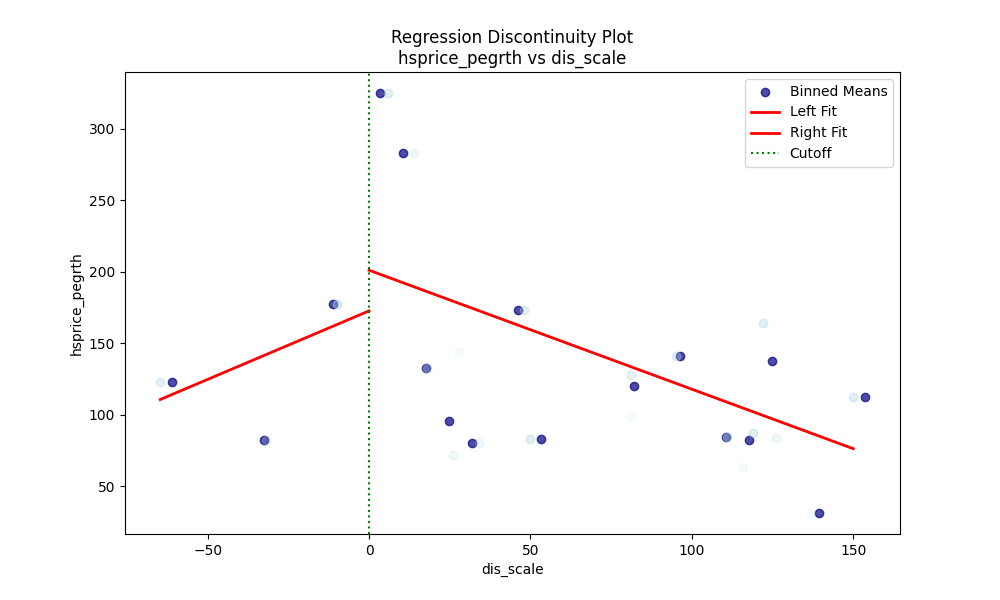 Regression Discontinuity Plot
hsprice_pegrth vs dis_scale
Binned Means
Left Fit
Right Fit
Cutoff
hsprice_pegrth
300
250
200
150
100
50
−50
0
50
100
150
dis_scale